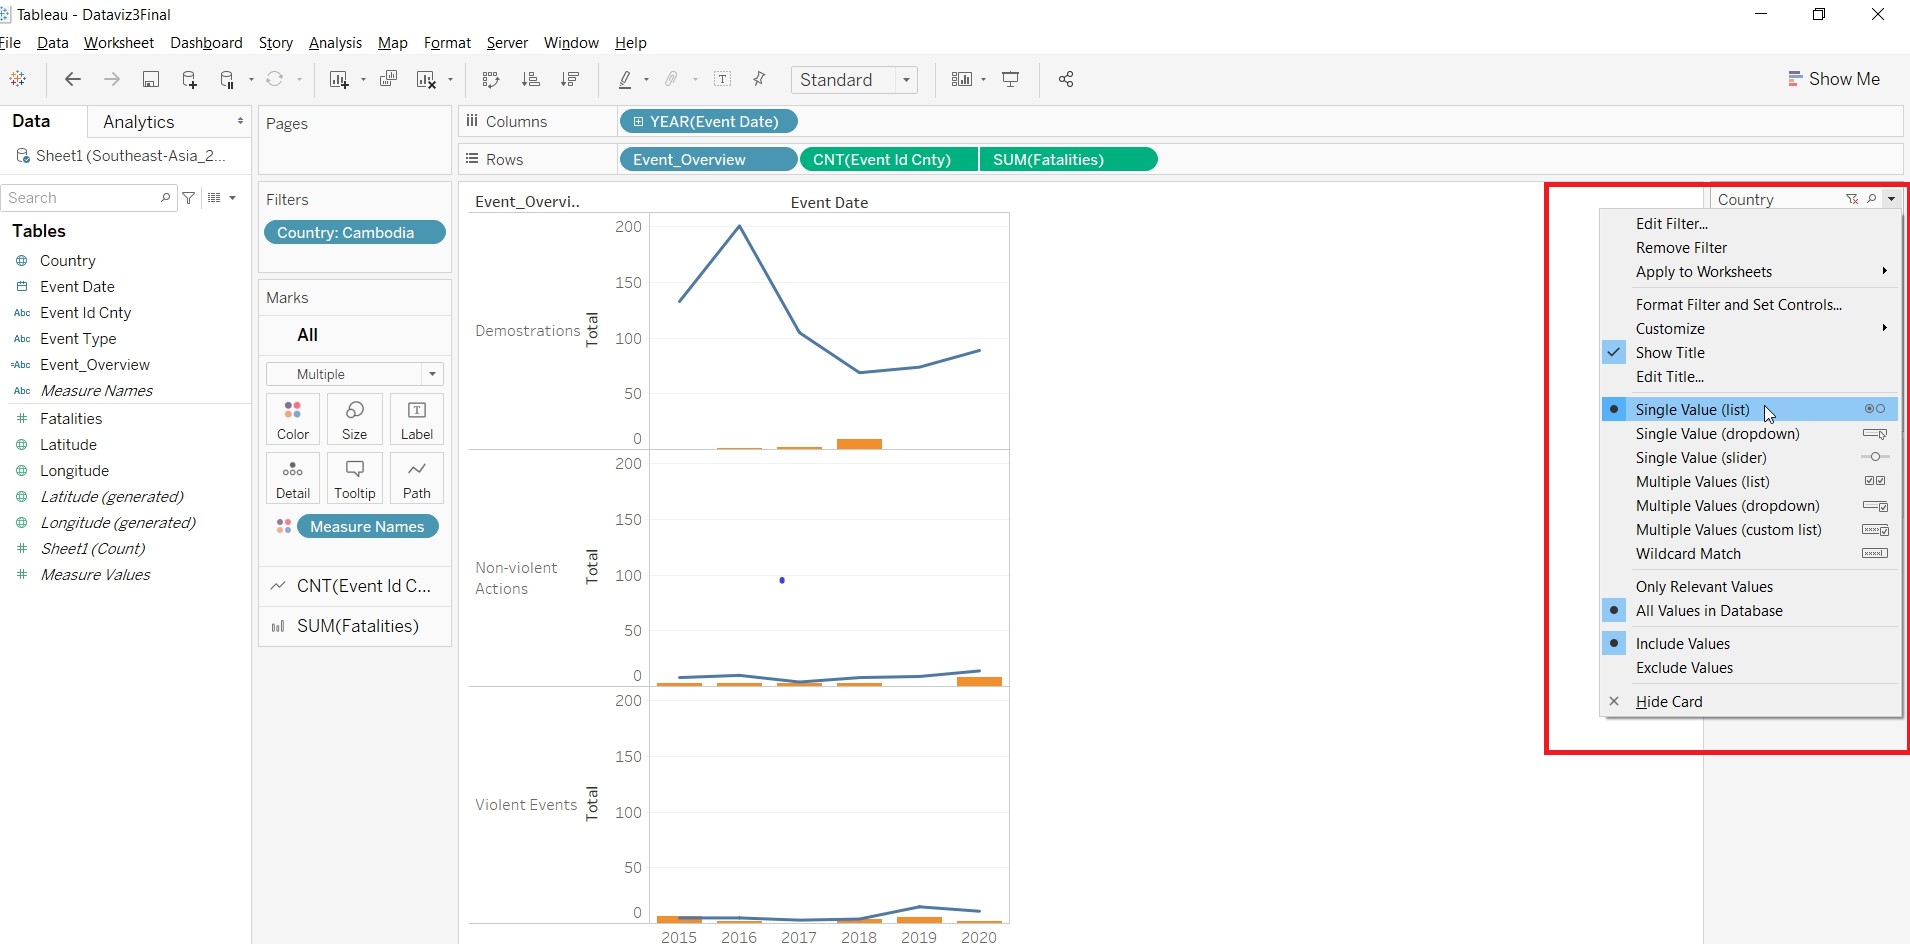 Tableau - Dataviz3Final
File Data Worksheet Dashboard Story Analysis Map Format Server Window Help
Standard
Show Me
Data
Analytics
Sheet1 (Southeast-Asia_2...
Search
Tables
Country
Event Date
Abc Event Id Cnty
Abc Event Type
=Abc Event_Overview
Abc Measure Names
# Fatalities
Latitude
Longitude
Latitude (generated)
Longitude (generated)
# Sheet1 (Count)
# Measure Values
Pages
Filters
Country: Cambodia
Marks
All
Multiple
Color Size Label
Detail Tooltip Path
Measure Names
CNT(Event Id C...
SUM(Fatalities)
iii Columns
YEAR(Event Date)
Rows
Event_Overview
CNT(Event Id Cnty)
SUM(Fatalities)
Event_Overvi..
Event Date
Demostrations
Total
200
150
100
50
0
Non-violent
Actions
Total
200
150
100
50
0
Violent Events
Total
200
150
100
50
0
2015 2016 2017 2018 2019 2020
Country
Edit Filter...
Remove Filter
Apply to Worksheets
Format Filter and Set Controls...
Customize
Show Title
Edit Title...
Single Value (list)
Single Value (dropdown)
Single Value (slider)
Multiple Values (list)
Multiple Values (dropdown)
Multiple Values (custom list)
Wildcard Match
Only Relevant Values
All Values in Database
Include Values
Exclude Values
Hide Card